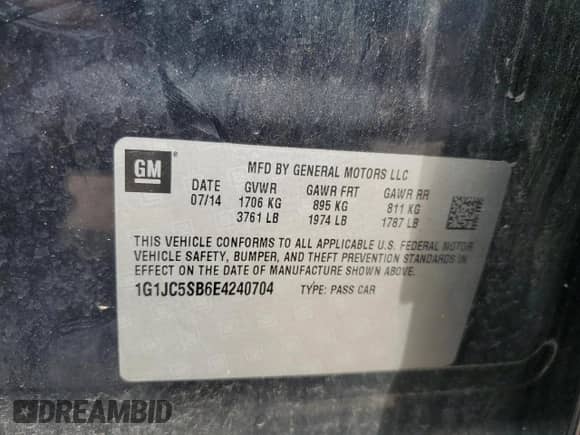 GM ®
MFD BY GENERAL MOTORS LLC
DATE GVWR GAWR FRT GAWR RR
07/14 1706 KG 895 KG 811 KG
3761 LB 1974 LB 1787 LB
THIS VEHICLE CONFORMS TO ALL APPLICABLE U.S. FEDERAL MOTOR
VEHICLE SAFETY, BUMPER, AND THEFT PREVENTION STANDARDS IN
EFFECT ON THE DATE OF MANUFACTURE SHOWN ABOVE.
1G1JC5SB6E4240704 TYPE: PASS CAR
DREAMBID